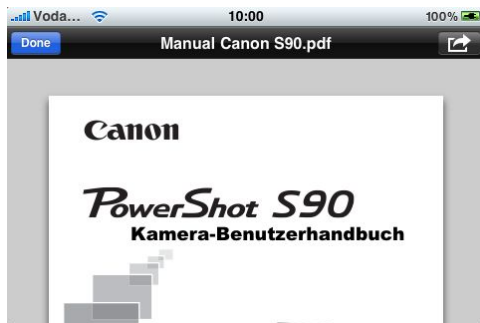 Voda... 10:00 100%
Done Manual Canon S90.pdf
Canon
PowerShot S90
Kamera-Benutzerhandbuch